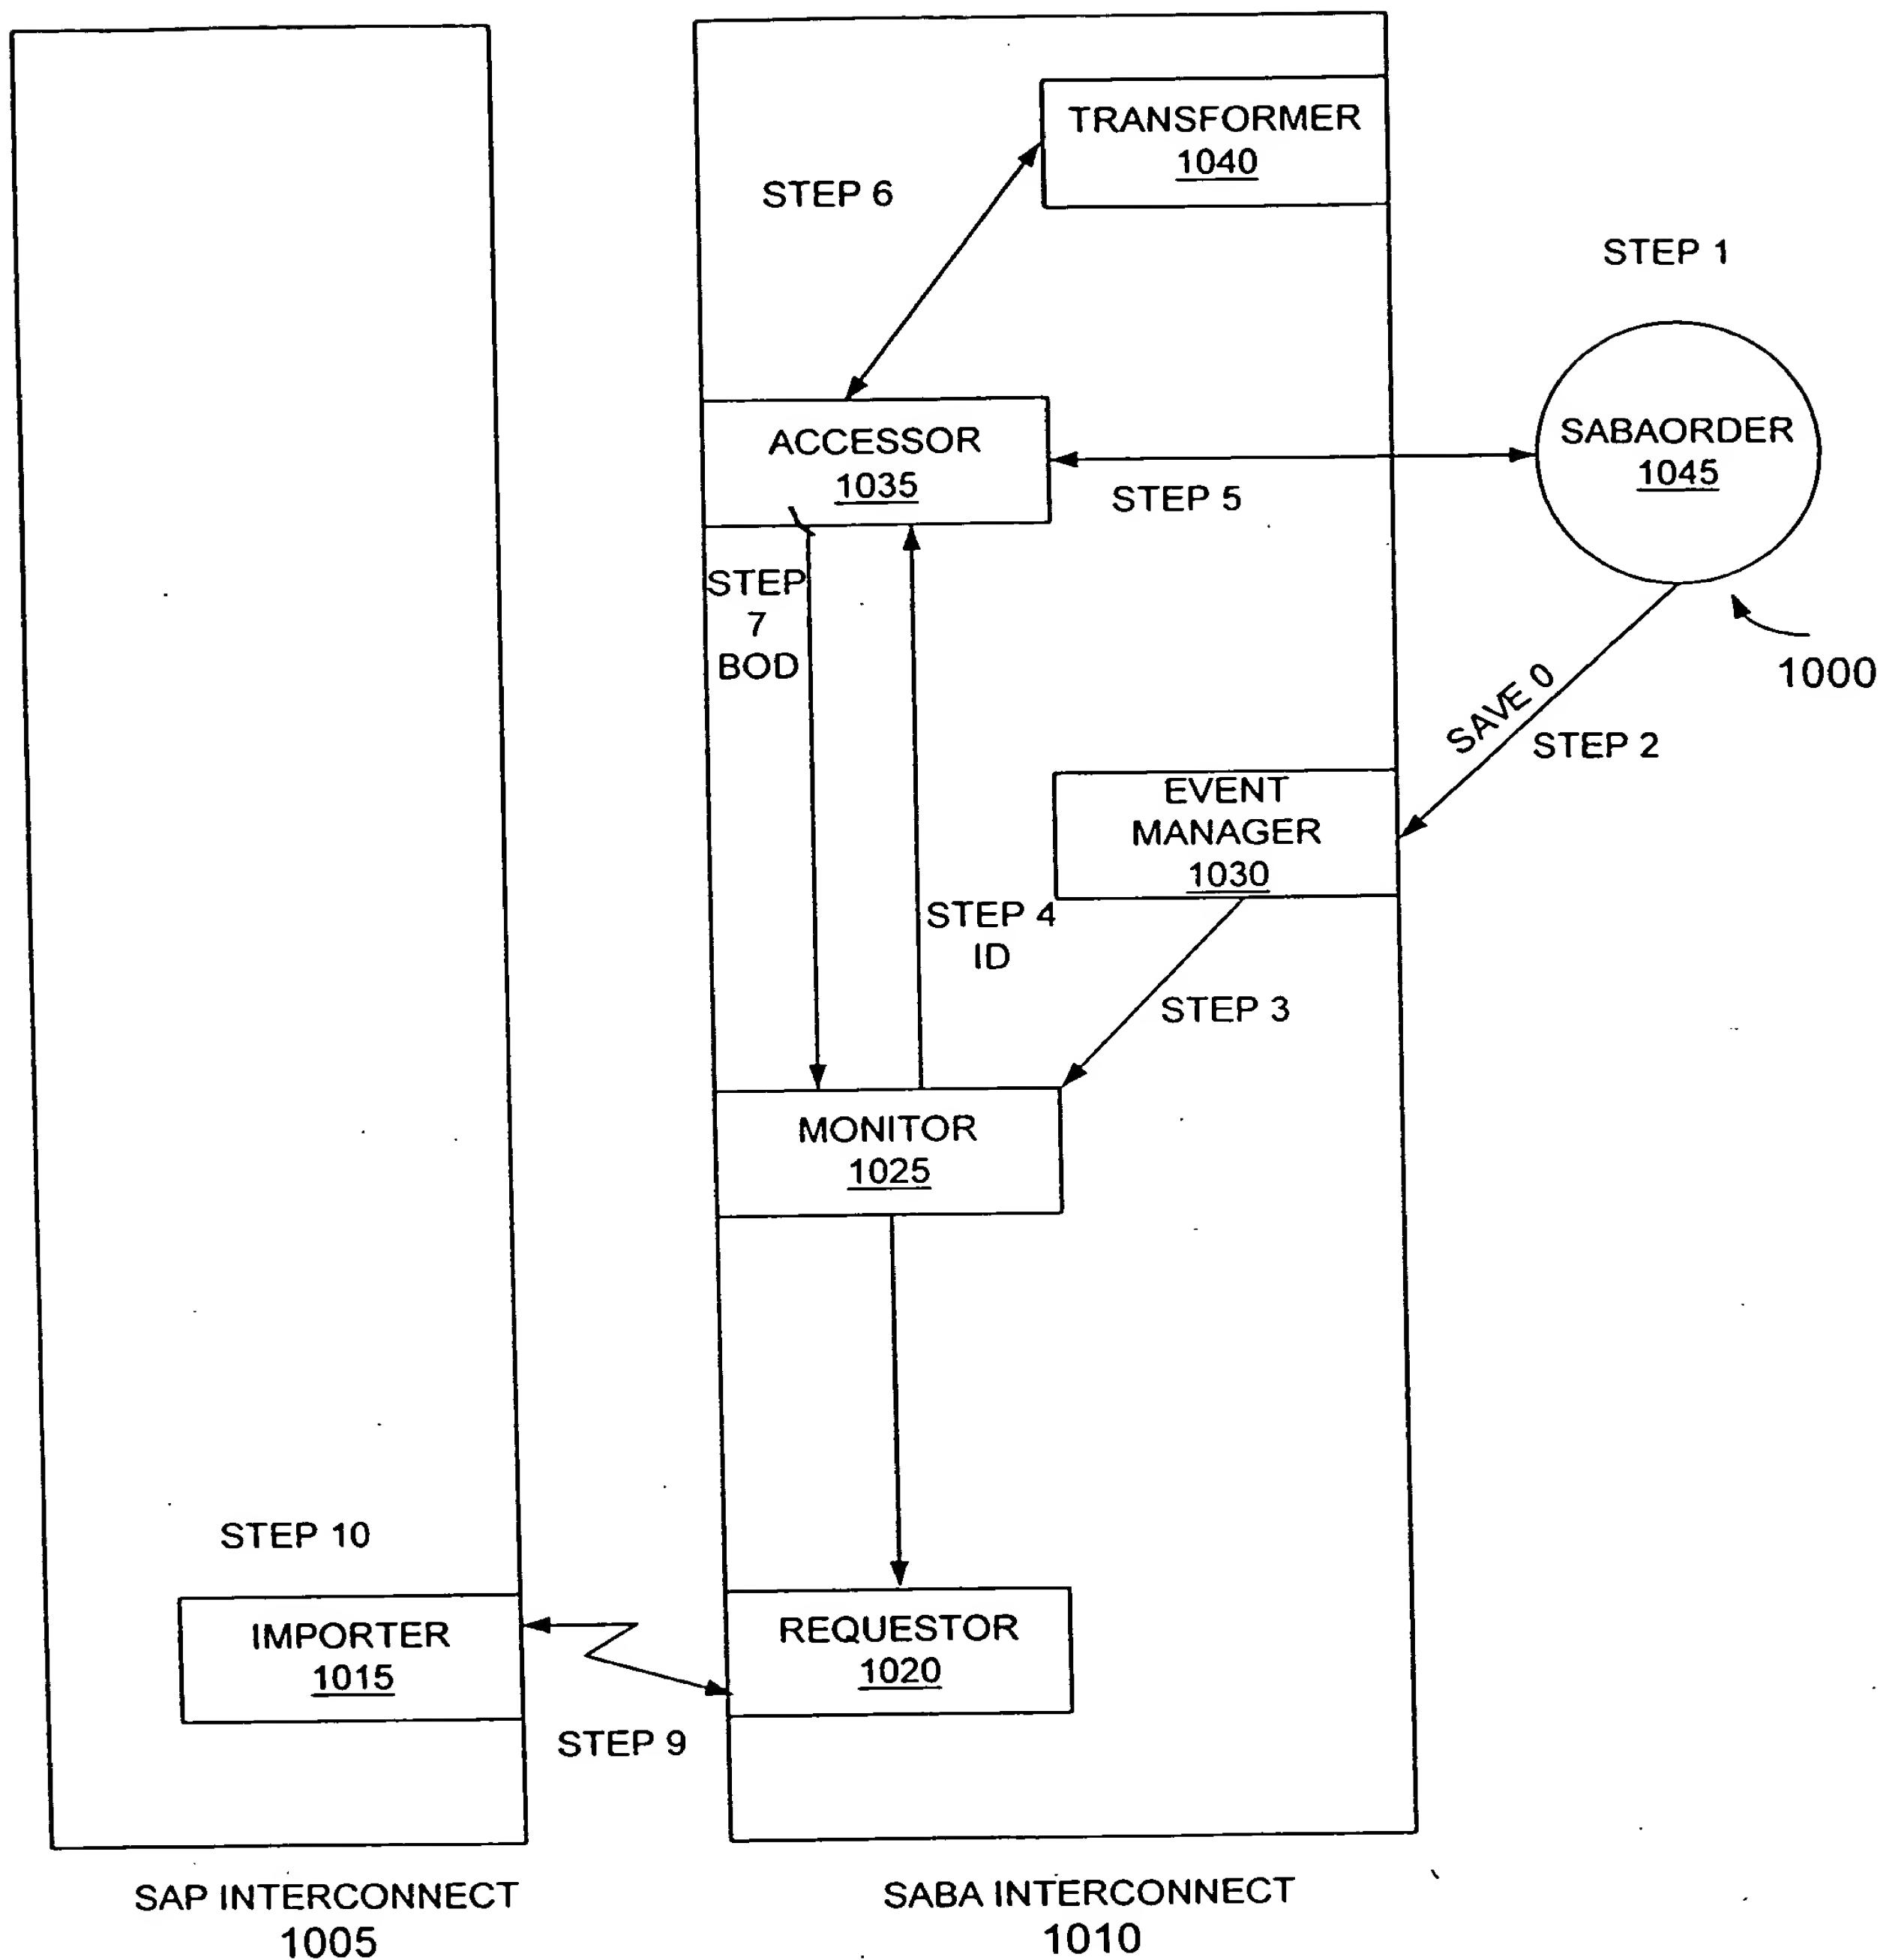 TRANSFORMER
1040
STEP 6
STEP 1
ACCESSOR
1035
SABAORDER
1045
STEP 5
STEP
7
BOD
1000
SAVE 0
STEP 2
EVENT
MANAGER
1030
STEP 4
ID
STEP 3
MONITOR
1025
STEP 10
IMPORTER
1015
REQUESTOR
1020
STEP 9
SAP INTERCONNECT
1005
SABA INTERCONNECT
1010